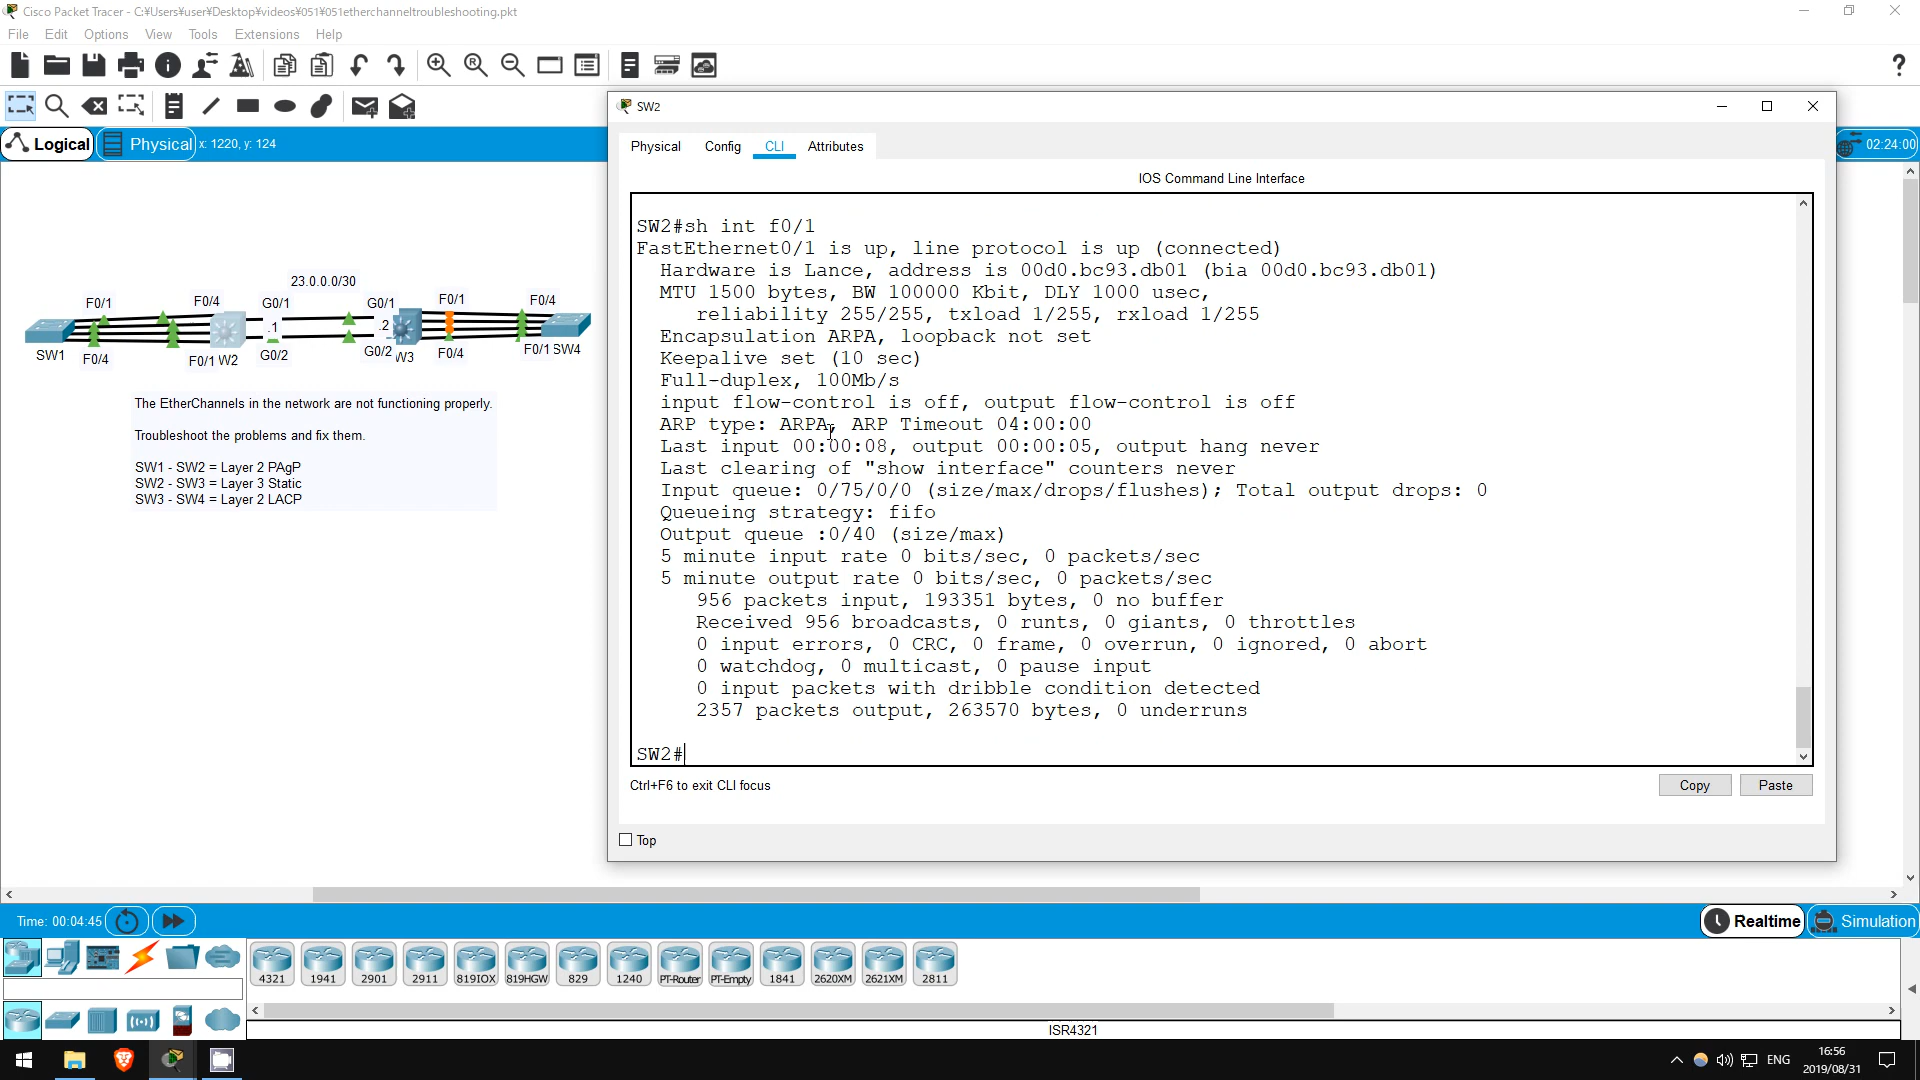 Cisco Packet Tracer - C:¥Users¥user¥Desktop¥videos¥051¥051etherchanneltroubleshooting.pkt
File Edit Options View Tools Extensions Help
?
SW2
Logical Physical x: 1220, y: 124
02:24:00
Physical Config CLI Attributes
IOS Command Line Interface
SW2#sh int f0/1
FastEthernet0/1 is up, line protocol is up (connected)
Hardware is Lance, address is 00d0.bc93.db01 (bia 00d0.bc93.db01)
MTU 1500 bytes, BW 100000 Kbit, DLY 1000 usec,
reliability 255/255, txload 1/255, rxload 1/255
Encapsulation ARPA, loopback not set
Keepalive set (10 sec)
Full-duplex, 100Mb/s
input flow-control is off, output flow-control is off
ARP type: ARPA, ARP Timeout 04:00:00
Last input 00:00:08, output 00:00:05, output hang never
Last clearing of "show interface" counters never
Input queue: 0/75/0/0 (size/max/drops/flushes); Total output drops: 0
Queueing strategy: fifo
Output queue :0/40 (size/max)
5 minute input rate 0 bits/sec, 0 packets/sec
5 minute output rate 0 bits/sec, 0 packets/sec
956 packets input, 193351 bytes, 0 no buffer
Received 956 broadcasts, 0 runts, 0 giants, 0 throttles
0 input errors, 0 CRC, 0 frame, 0 overrun, 0 ignored, 0 abort
0 watchdog, 0 multicast, 0 pause input
0 input packets with dribble condition detected
2357 packets output, 263570 bytes, 0 underruns
SW2#
Ctrl+F6 to exit CLI focus
Copy Paste
Top
23.0.0.0/30
F0/1 F0/4 G0/1 G0/1 F0/1 F0/4
.1 .2
SW1 F0/4 F0/1 W2 G0/2 G0/2 W3 F0/4 F0/1 SW4
The EtherChannels in the network are not functioning properly.
Troubleshoot the problems and fix them.
SW1 - SW2 = Layer 2 PAgP
SW2 - SW3 = Layer 3 Static
SW3 - SW4 = Layer 2 LACP
Time: 00:04:45
Realtime Simulation
4321 1941 2901 2911 819IOX 819HGW 829 1240 PT-Router PT-Empty 1841 2620XM 2621XM 2811
ISR4321
ENG
16:56
2019/08/31